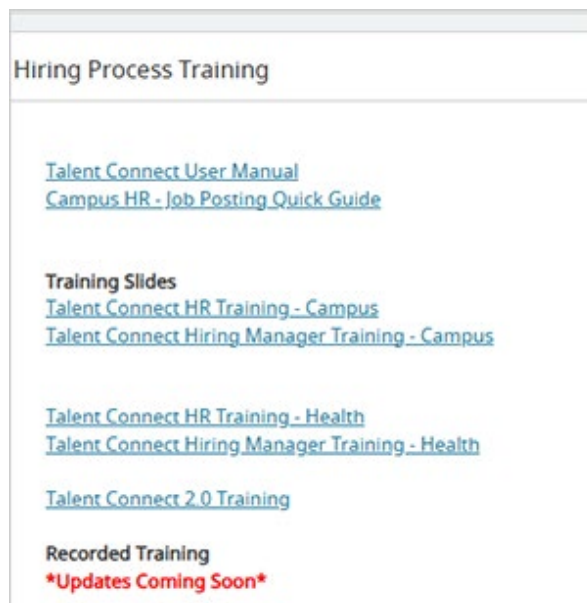 Hiring Process Training
Talent Connect User Manual
Campus HR - Job Posting Quick Guide
Training Slides
Talent Connect HR Training - Campus
Talent Connect Hiring Manager Training - Campus
Talent Connect HR Training - Health
Talent Connect Hiring Manager Training - Health
Talent Connect 2.0 Training
Recorded Training
*Updates Coming Soon*